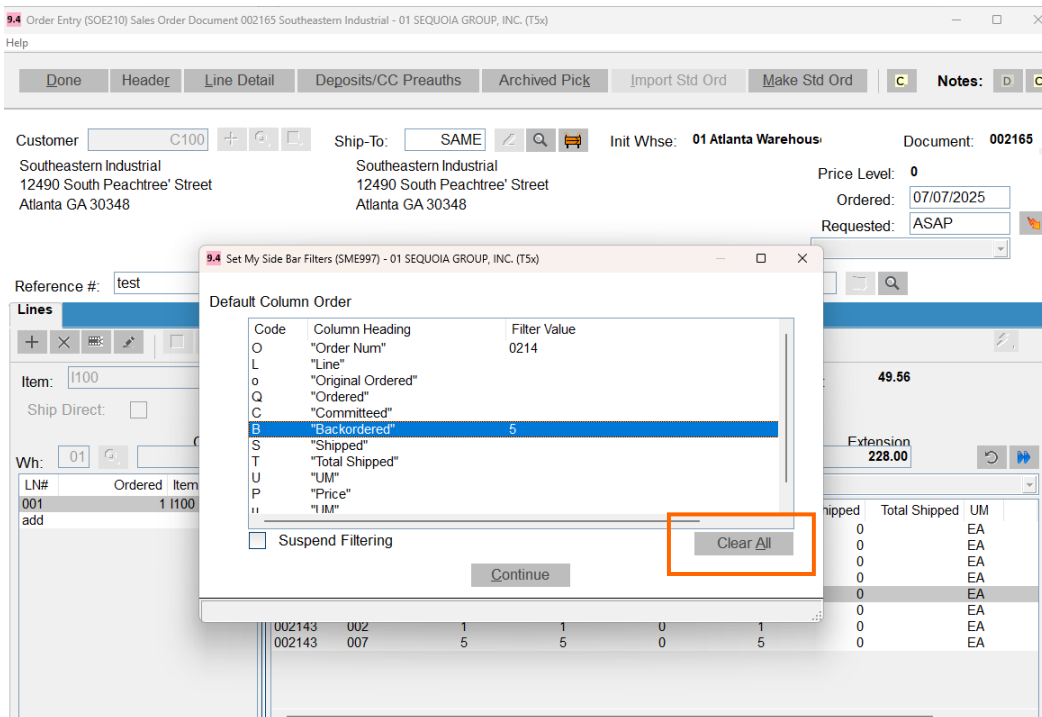 9.4 Order Entry (SOE210) Sales Order Document 002165 Southeastern Industrial - 01 SEQUOIA GROUP, INC. (T5x)
Help
Done Header Line Detail Deposits/CC Preauths Archived Pick Import Std Ord Make Std Ord C Notes: D C
Customer C100 Ship-To: SAME Init Whse: 01 Atlanta Warehous Document: 002165
Southeastern Industrial Southeastern Industrial
12490 South Peachtree' Street 12490 South Peachtree' Street
Atlanta GA 30348 Atlanta GA 30348
Price Level: 0
Ordered: 07/07/2025
Requested: ASAP
Reference #: test
Lines
Item: I100 49.56
Ship Direct:
Extension
Wh: 01 228.00
LN# Ordered Item
001 1 I100
add
9.4 Set My Side Bar Filters (SME997) - 01 SEQUOIA GROUP, INC. (T5x)
Default Column Order
Code Column Heading Filter Value
O "Order Num" 0214
L "Line"
o "Original Ordered"
Q "Ordered"
C "Committeed"
B "Backordered" 5
S "Shipped"
T "Total Shipped"
U "UM"
P "Price"
u "UM"
Suspend Filtering Clear All
Continue
hipped Total Shipped UM
0 EA
0 EA
0 EA
0 EA
0 EA
0 EA
002143 002 1 1 0 1 0 EA
002143 007 5 5 0 5 0 EA